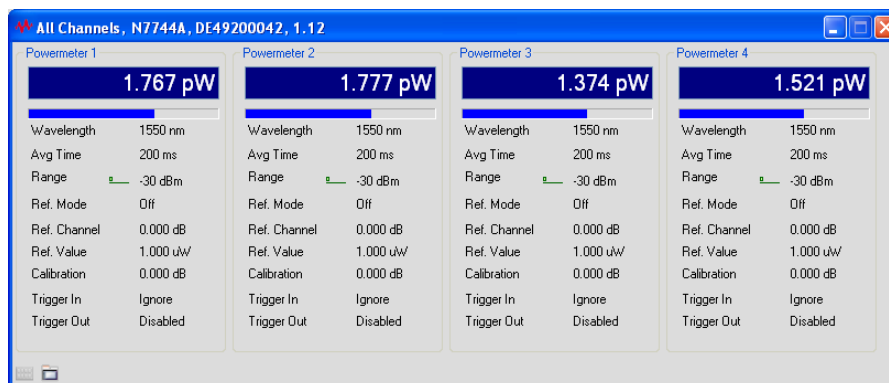 All Channels, N7744A, DE49200042, 1.12
Powermeter 1
1.767 pW
Wavelength 1550 nm
Avg Time 200 ms
Range -30 dBm
Ref. Mode Off
Ref. Channel 0.000 dB
Ref. Value 1.000 uW
Calibration 0.000 dB
Trigger In Ignore
Trigger Out Disabled
Powermeter 2
1.777 pW
Wavelength 1550 nm
Avg Time 200 ms
Range -30 dBm
Ref. Mode Off
Ref. Channel 0.000 dB
Ref. Value 1.000 uW
Calibration 0.000 dB
Trigger In Ignore
Trigger Out Disabled
Powermeter 3
1.374 pW
Wavelength 1550 nm
Avg Time 200 ms
Range -30 dBm
Ref. Mode Off
Ref. Channel 0.000 dB
Ref. Value 1.000 uW
Calibration 0.000 dB
Trigger In Ignore
Trigger Out Disabled
Powermeter 4
1.521 pW
Wavelength 1550 nm
Avg Time 200 ms
Range -30 dBm
Ref. Mode Off
Ref. Channel 0.000 dB
Ref. Value 1.000 uW
Calibration 0.000 dB
Trigger In Ignore
Trigger Out Disabled